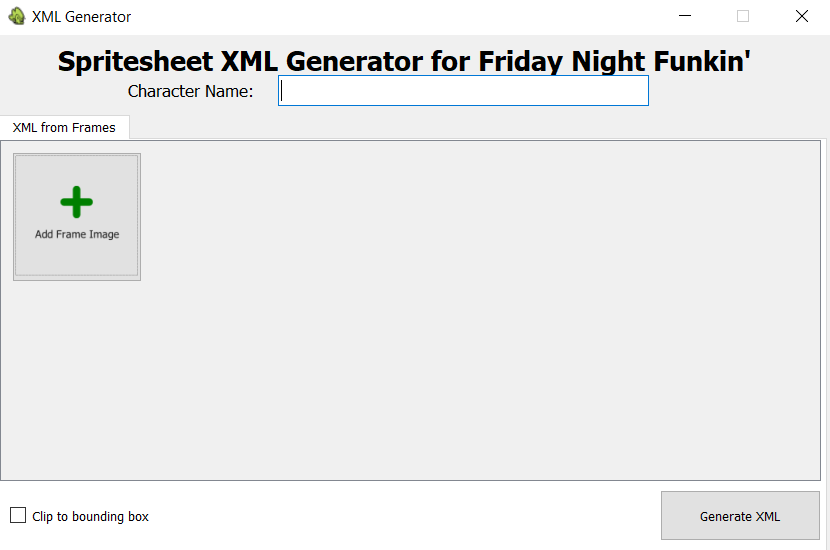 XML Generator
Spritesheet XML Generator for Friday Night Funkin'
Character Name:
XML from Frames
Add Frame Image
Clip to bounding box
Generate XML